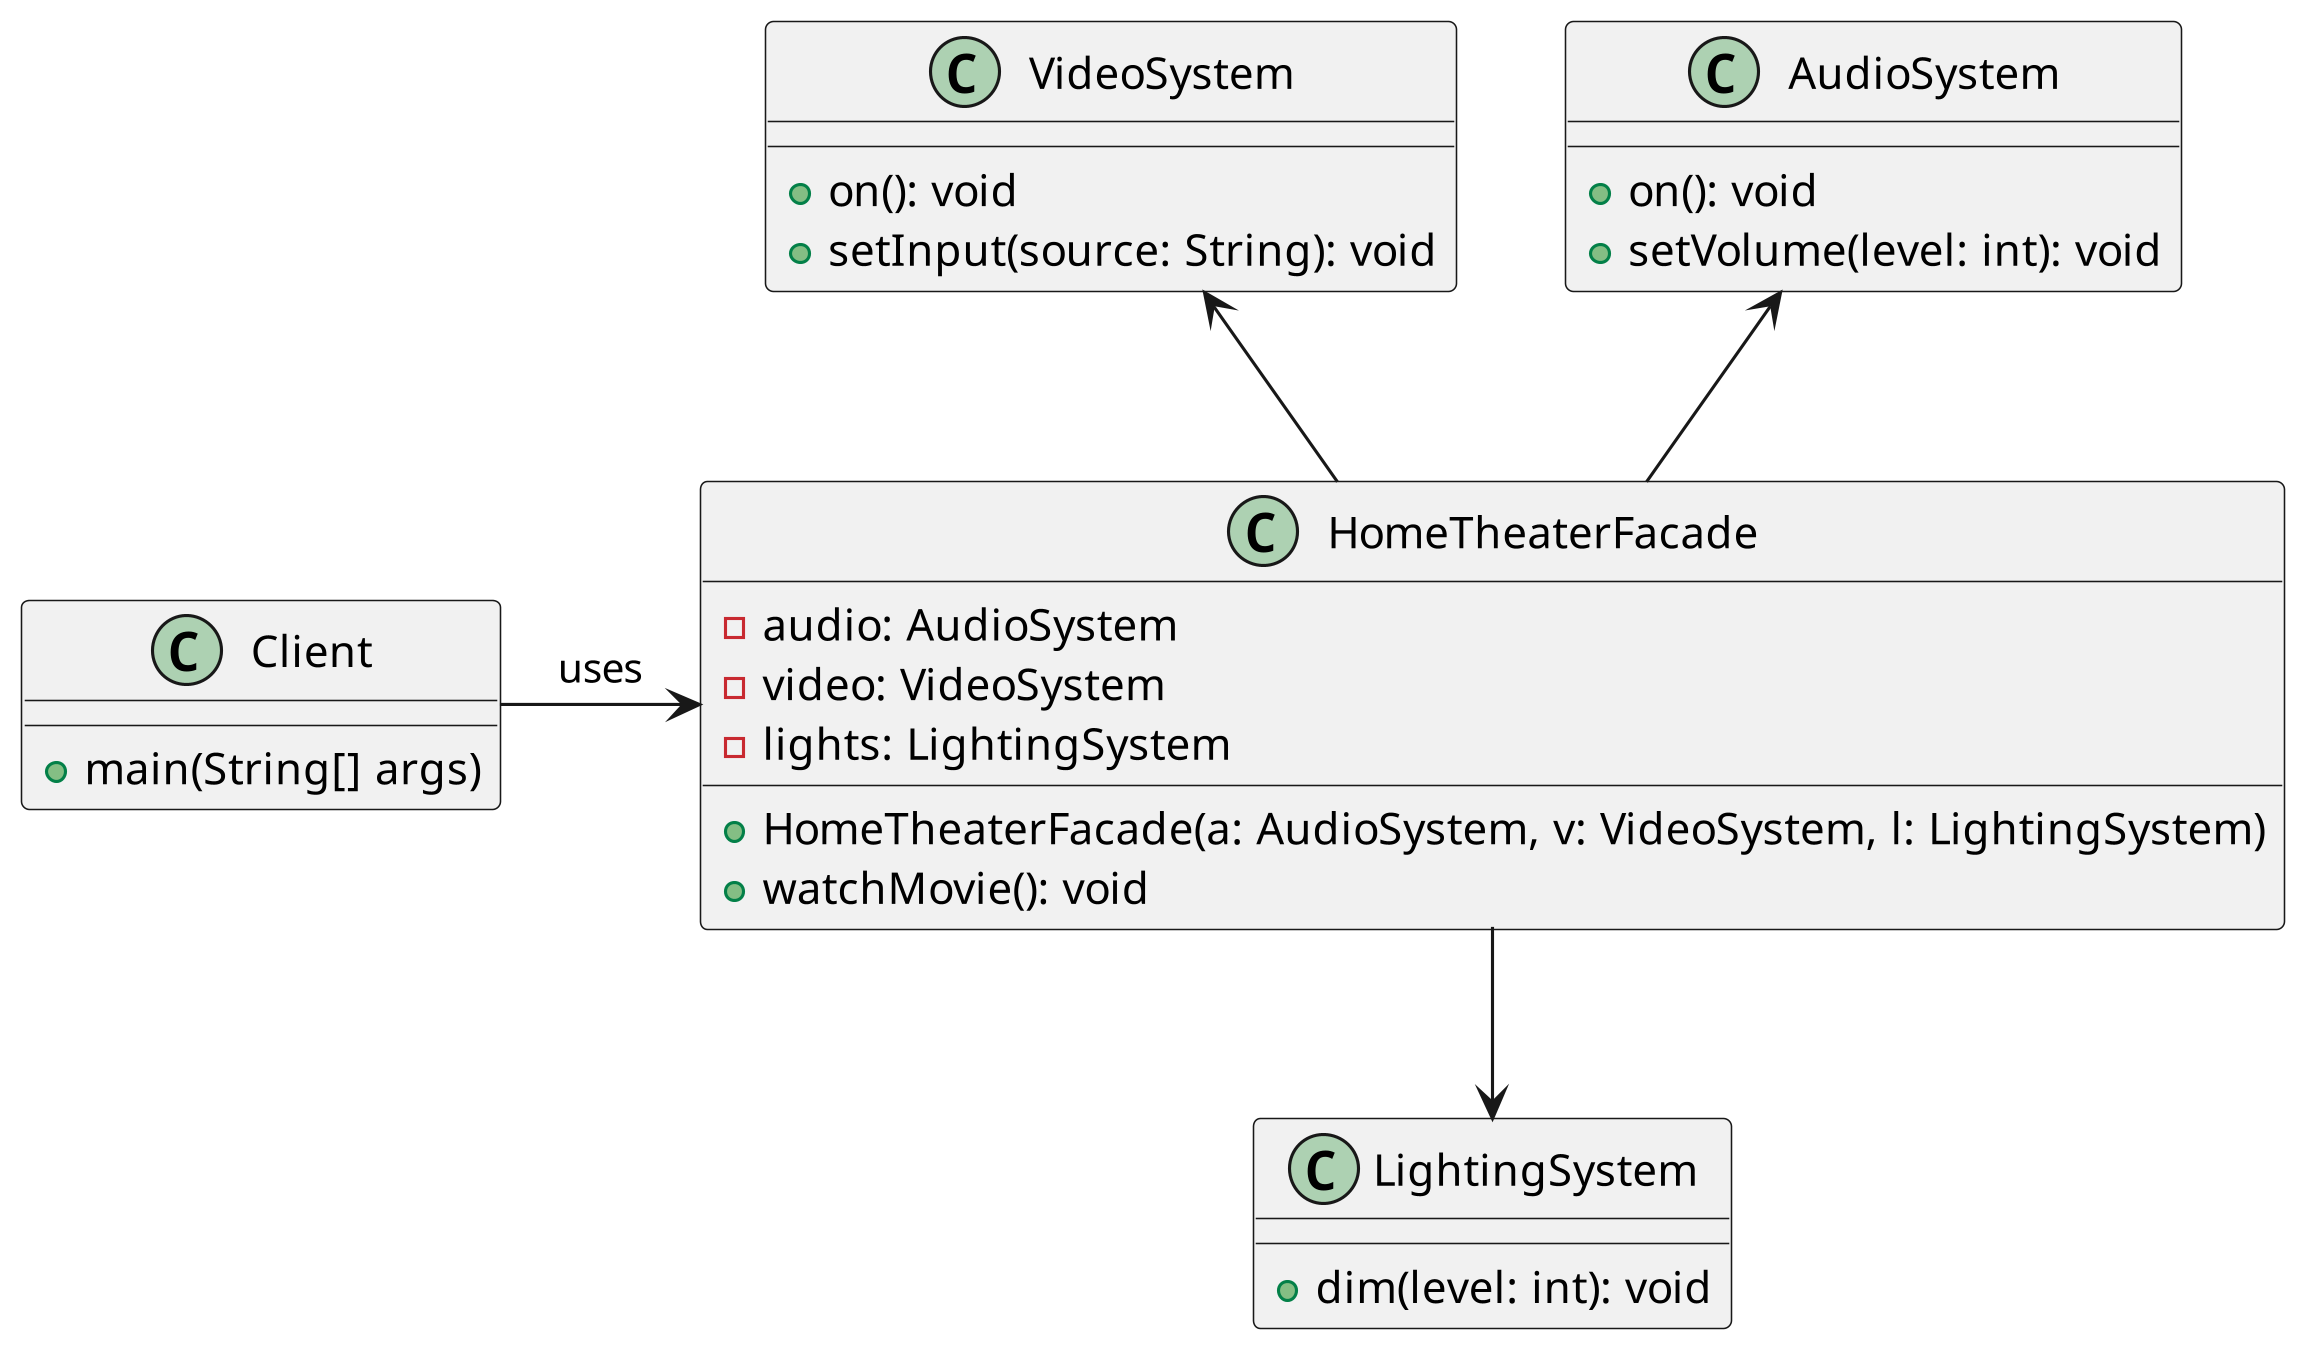 C VideoSystem
on(): void
setInput(source: String): void
C AudioSystem
on(): void
setVolume(level: int): void
C Client
main(String[] args)
uses
C HomeTheaterFacade
audio: AudioSystem
video: VideoSystem
lights: LightingSystem
HomeTheaterFacade(a: AudioSystem, v: VideoSystem, l: LightingSystem)
watchMovie(): void
C LightingSystem
dim(level: int): void